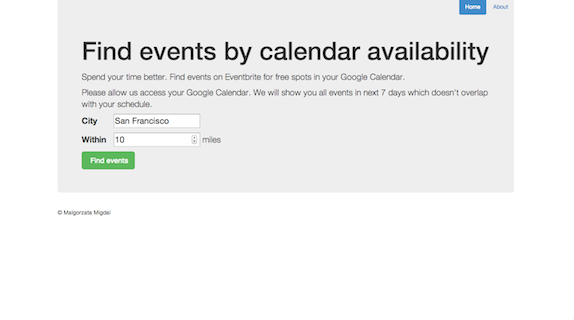 Home About
Find events by calendar availability
Spend your time better. Find events on Eventbrite for free spots in your Google Calendar.
Please allow us access your Google Calendar. We will show you all events in next 7 days which doesn't overlap
with your schedule.
City San Francisco
Within 10 miles
Find events
© Malgorzata Migdal